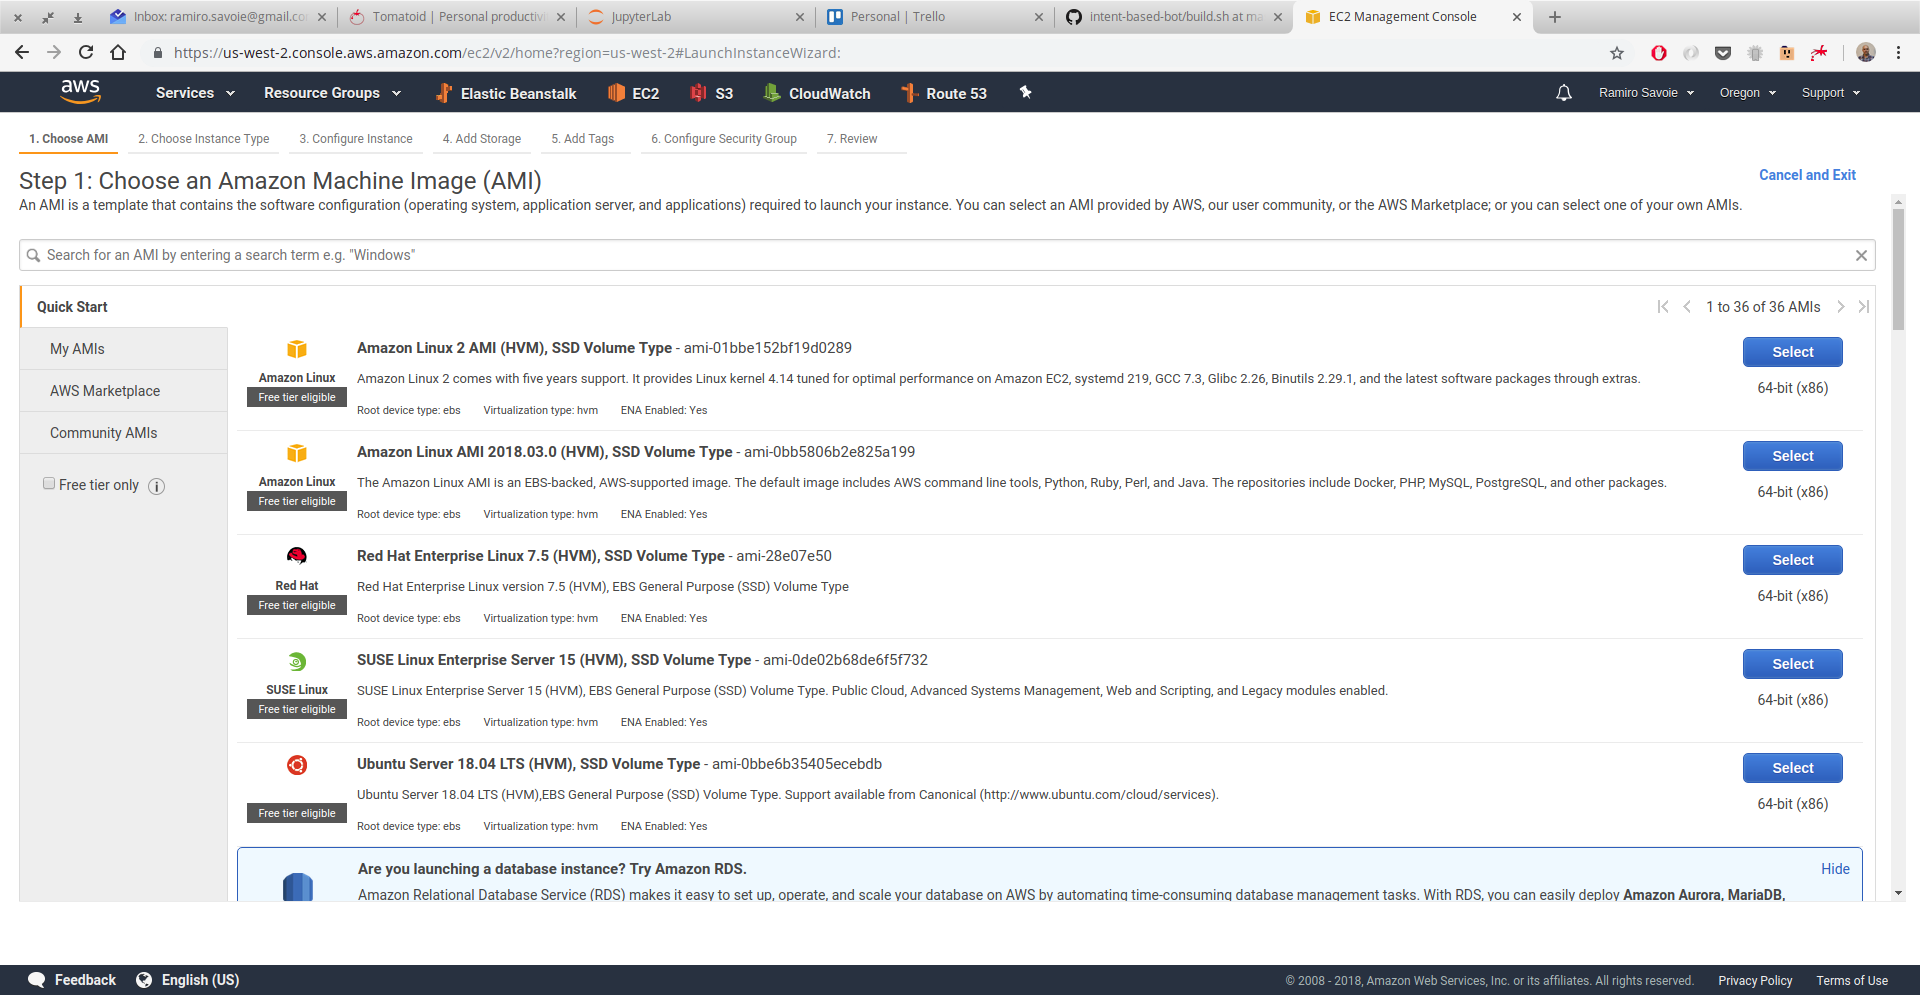 Inbox: ramiro.savoie@gmail.co
Tomatoid | Personal productivi
JupyterLab
Personal | Trello
intent-based-bot/build.sh at ma
EC2 Management Console
https://us-west-2.console.aws.amazon.com/ec2/v2/home?region=us-west-2#LaunchInstanceWizard:
aws Services Resource Groups Elastic Beanstalk EC2 S3 CloudWatch Route 53 Ramiro Savoie Oregon Support
1. Choose AMI 2. Choose Instance Type 3. Configure Instance 4. Add Storage 5. Add Tags 6. Configure Security Group 7. Review
Step 1: Choose an Amazon Machine Image (AMI)
Cancel and Exit
An AMI is a template that contains the software configuration (operating system, application server, and applications) required to launch your instance. You can select an AMI provided by AWS, our user community, or the AWS Marketplace; or you can select one of your own AMIs.
Search for an AMI by entering a search term e.g. "Windows"
Quick Start
My AMIs
AWS Marketplace
Community AMIs
Free tier only
1 to 36 of 36 AMIs
Amazon Linux
Free tier eligible
Amazon Linux 2 AMI (HVM), SSD Volume Type - ami-01bbe152bf19d0289
Amazon Linux 2 comes with five years support. It provides Linux kernel 4.14 tuned for optimal performance on Amazon EC2, systemd 219, GCC 7.3, Glibc 2.26, Binutils 2.29.1, and the latest software packages through extras.
Root device type: ebs Virtualization type: hvm ENA Enabled: Yes
Select
64-bit (x86)
Amazon Linux
Free tier eligible
Amazon Linux AMI 2018.03.0 (HVM), SSD Volume Type - ami-0bb5806b2e825a199
The Amazon Linux AMI is an EBS-backed, AWS-supported image. The default image includes AWS command line tools, Python, Ruby, Perl, and Java. The repositories include Docker, PHP, MySQL, PostgreSQL, and other packages.
Root device type: ebs Virtualization type: hvm ENA Enabled: Yes
Select
64-bit (x86)
Red Hat
Free tier eligible
Red Hat Enterprise Linux 7.5 (HVM), SSD Volume Type - ami-28e07e50
Red Hat Enterprise Linux version 7.5 (HVM), EBS General Purpose (SSD) Volume Type
Root device type: ebs Virtualization type: hvm ENA Enabled: Yes
Select
64-bit (x86)
SUSE Linux
Free tier eligible
SUSE Linux Enterprise Server 15 (HVM), SSD Volume Type - ami-0de02b68de6f5f732
SUSE Linux Enterprise Server 15 (HVM), EBS General Purpose (SSD) Volume Type. Public Cloud, Advanced Systems Management, Web and Scripting, and Legacy modules enabled.
Root device type: ebs Virtualization type: hvm ENA Enabled: Yes
Select
64-bit (x86)
Free tier eligible
Ubuntu Server 18.04 LTS (HVM), SSD Volume Type - ami-0bbe6b35405ecebdb
Ubuntu Server 18.04 LTS (HVM),EBS General Purpose (SSD) Volume Type. Support available from Canonical (http://www.ubuntu.com/cloud/services).
Root device type: ebs Virtualization type: hvm ENA Enabled: Yes
Select
64-bit (x86)
Are you launching a database instance? Try Amazon RDS.
Hide
Amazon Relational Database Service (RDS) makes it easy to set up, operate, and scale your database on AWS by automating time-consuming database management tasks. With RDS, you can easily deploy Amazon Aurora, MariaDB,
Feedback English (US) © 2008 - 2018, Amazon Web Services, Inc. or its affiliates. All rights reserved. Privacy Policy Terms of Use